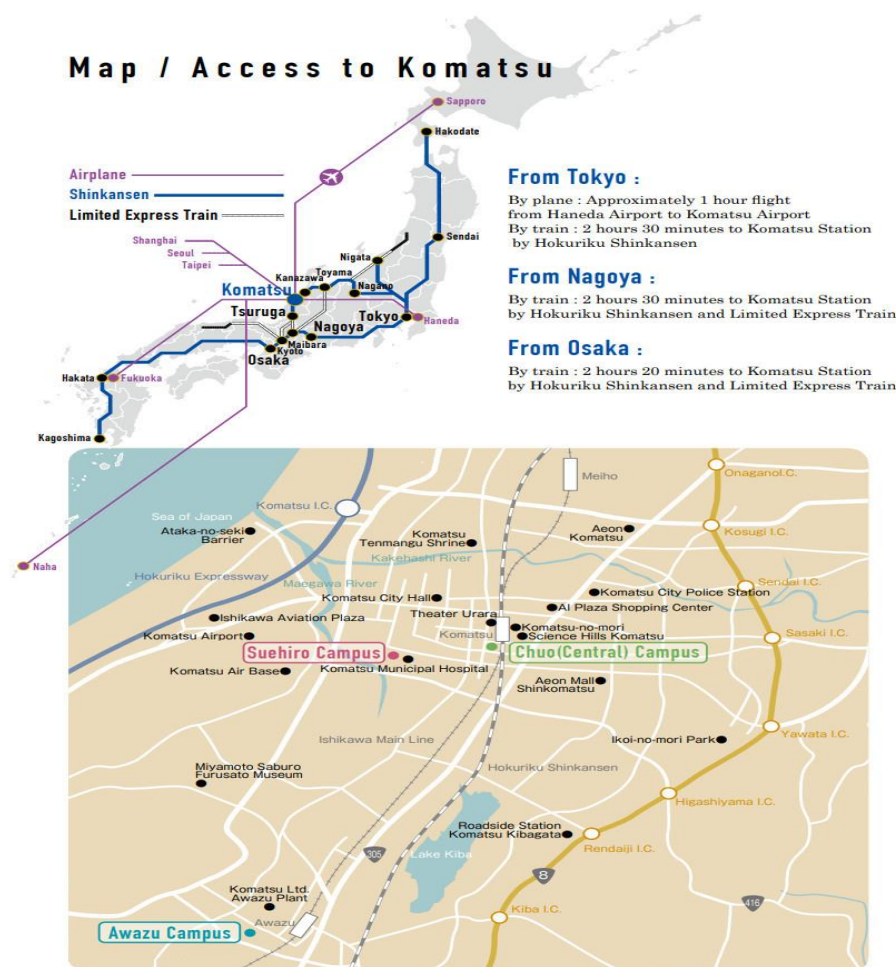 Map / Access to Komatsu
Sapporo
Hakodate
Airplane
Shinkansen
Limited Express Train
Shanghai
Seoul
Taipei
Nigata
Sendai
Kanazawa
Toyama
Komatsu
Nagano
Tsuruga
Tokyo
Haneda
Nagoya
Maibara
Kyoto
Osaka
Hakata
Fukuoka
Kagoshima
Naha
From Tokyo :
By plane : Approximately 1 hour flight
from Haneda Airport to Komatsu Airport
By train : 2 hours 30 minutes to Komatsu Station
by Hokuriku Shinkansen
From Nagoya :
By train : 2 hours 30 minutes to Komatsu Station
by Hokuriku Shinkansen and Limited Express Train
From Osaka :
By train : 2 hours 20 minutes to Komatsu Station
by Hokuriku Shinkansen and Limited Express Train
Meiho
OnaganoI.C.
Komatsu I.C.
Sea of Japan
Ataka-no-seki
Barrier
Komatsu
Tenmangu Shrine
Aeon
Komatsu
Kosugi I.C.
Kakehashi River
Hokuriku Expressway
Maegawa River
Sendai I.C.
Komatsu City Hall
Komatsu City Police Station
Al Plaza Shopping Center
Ishikawa Aviation Plaza
Theater Urara
Komatsu-no-mori
Komatsu Airport
Komatsu
Science Hills Komatsu
Sasaki I.C.
Suehiro Campus
Chuo(Central) Campus
Komatsu Municipal Hospital
Komatsu Air Base
Aeon Mall
Shinkomatsu
Ishikawa Main Line
Ikoi-no-mori Park
Yawata I.C.
Miyamoto Saburo
Furusato Museum
Hokuriku Shinkansen
Higashiyama I.C.
Roadside Station
Komatsu Kibagata
Rendaiji I.C.
305
Lake Kiba
8
Komatsu Ltd.
Awazu Plant
416
Kiba I.C.
Awazu
Awazu Campus